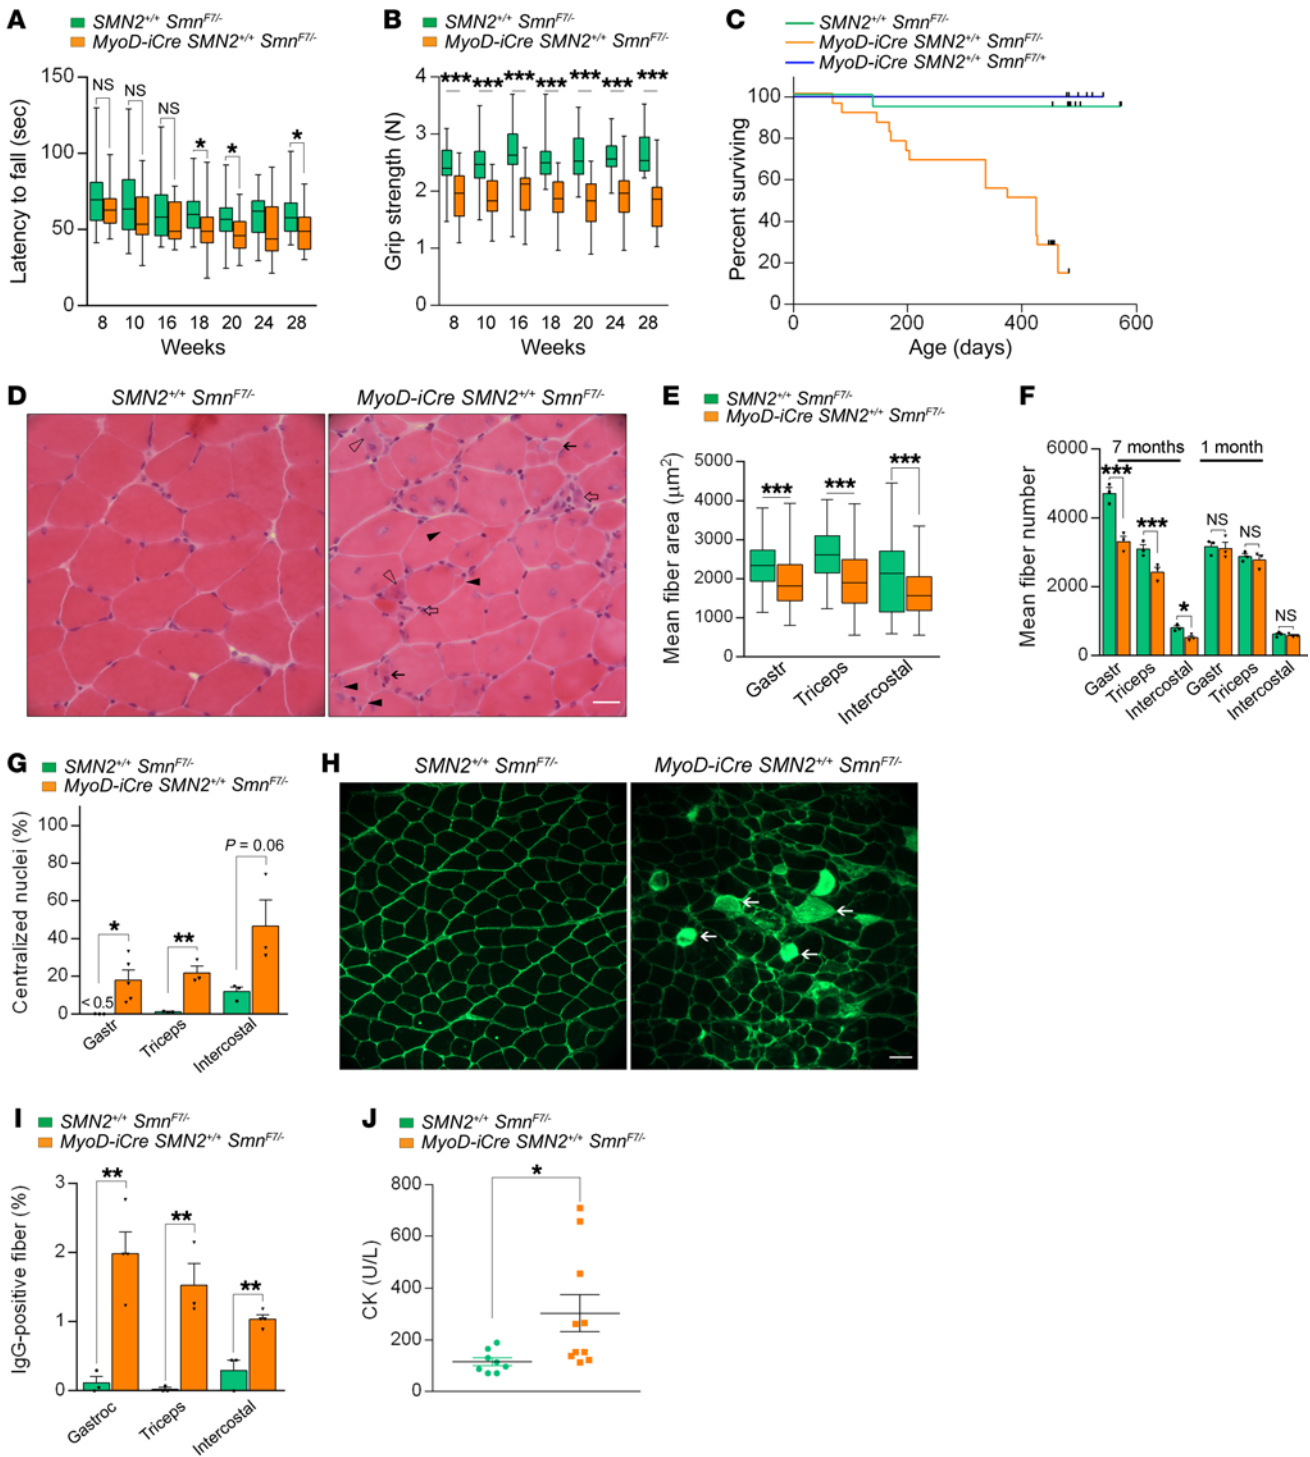 A
SMN2+/+ SmnF7/-
MyoD-iCre SMN2+/+ SmnF7/-
Latency to fall (sec)
150
100
50
0
NS
NS
NS
*
*
*
8 10 16 18 20 24 28
Weeks
B
SMN2+/+ SmnF7/-
MyoD-iCre SMN2+/+ SmnF7/-
Grip strength (N)
4
3
2
1
0
*** *** *** *** *** *** ***
8 10 16 18 20 24 28
Weeks
C
SMN2+/+ SmnF7/-
MyoD-iCre SMN2+/+ SmnF7/-
MyoD-iCre SMN2+/+ SmnF7/+
Percent surviving
100
80
60
40
20
0
0 200 400 600
Age (days)
D
SMN2+/+ SmnF7/-
MyoD-iCre SMN2+/+ SmnF7/-
E
SMN2+/+ SmnF7/-
MyoD-iCre SMN2+/+ SmnF7/-
Mean fiber area (μm2)
5000
4000
3000
2000
1000
0
*** *** ***
Gastr
Triceps
Intercostal
F
Mean fiber number
6000
4000
2000
0
7 months
1 month
***
***
*
NS
NS
NS
Gastr
Triceps
Intercostal
Gastr
Triceps
Intercostal
G
SMN2+/+ SmnF7/-
MyoD-iCre SMN2+/+ SmnF7/-
Centralized nuclei (%)
100
80
60
40
20
0
< 0.5
*
**
P = 0.06
Gastr
Triceps
Intercostal
H
SMN2+/+ SmnF7/-
MyoD-iCre SMN2+/+ SmnF7/-
I
SMN2+/+ SmnF7/-
MyoD-iCre SMN2+/+ SmnF7/-
IgG-positive fiber (%)
3
2
1
0
**
**
**
Gastroc
Triceps
Intercostal
J
SMN2+/+ SmnF7/-
MyoD-iCre SMN2+/+ SmnF7/-
CK (U/L)
800
600
400
200
0
*